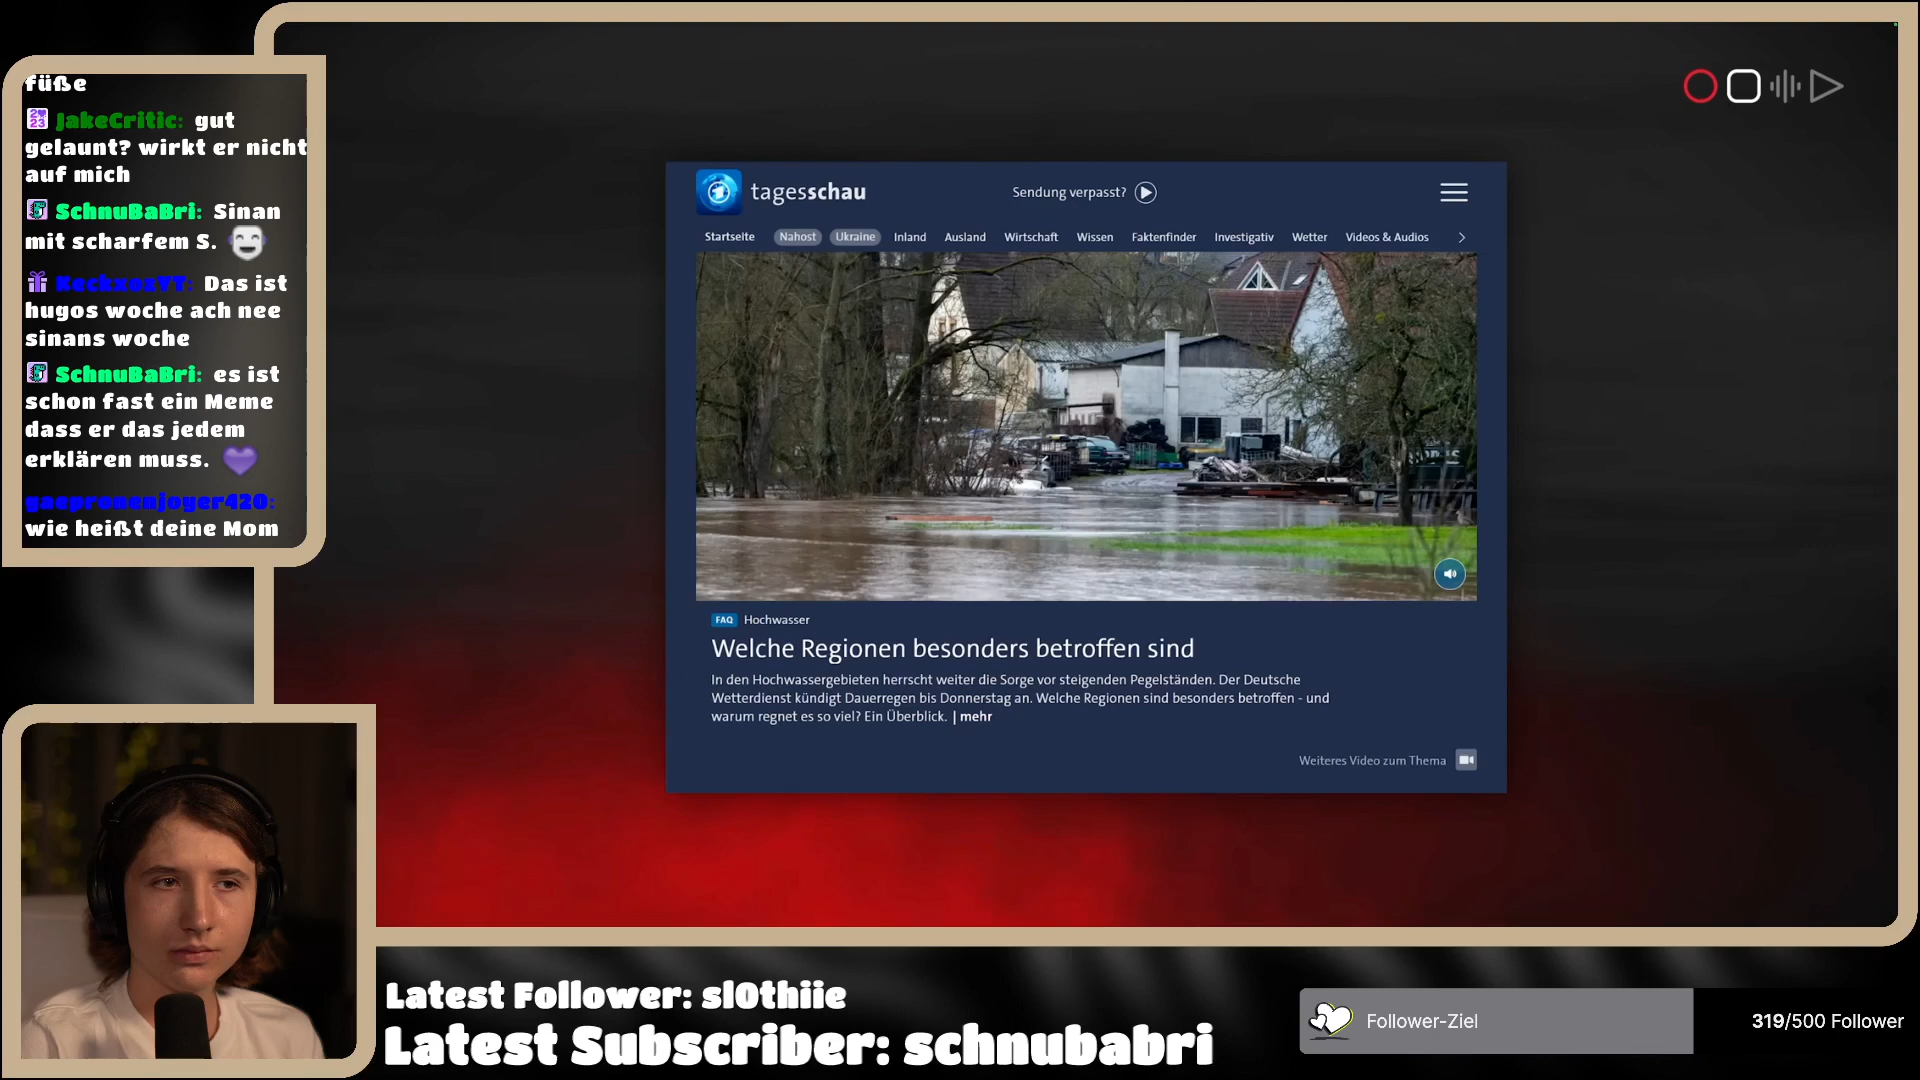 füße
JakeCritic: gut
gelaunt? wirkt er nicht
auf mich
SchnuBaBri: Sinan
mit scharfem S.
KeckxozYT: Das ist
hugos woche ach nee
sinans woche
SchnuBaBri: es ist
schon fast ein Meme
dass er das jedem
erklären muss.
gaepronenjoyer420:
wie heißt deine Mom
tagesschau
Sendung verpasst?
Startseite Nahost Ukraine Inland Ausland Wirtschaft Wissen Faktenfinder Investigativ Wetter Videos & Audios
FAQ Hochwasser
Welche Regionen besonders betroffen sind
In den Hochwassergebieten herrscht weiter die Sorge vor steigenden Pegelständen. Der Deutsche
Wetterdienst kündigt Dauerregen bis Donnerstag an. Welche Regionen sind besonders betroffen - und
warum regnet es so viel? Ein Überblick. | mehr
Weiteres Video zum Thema
Latest Follower: sl0thiie
Latest Subscriber: schnubabri
Follower-Ziel
319/500 Follower